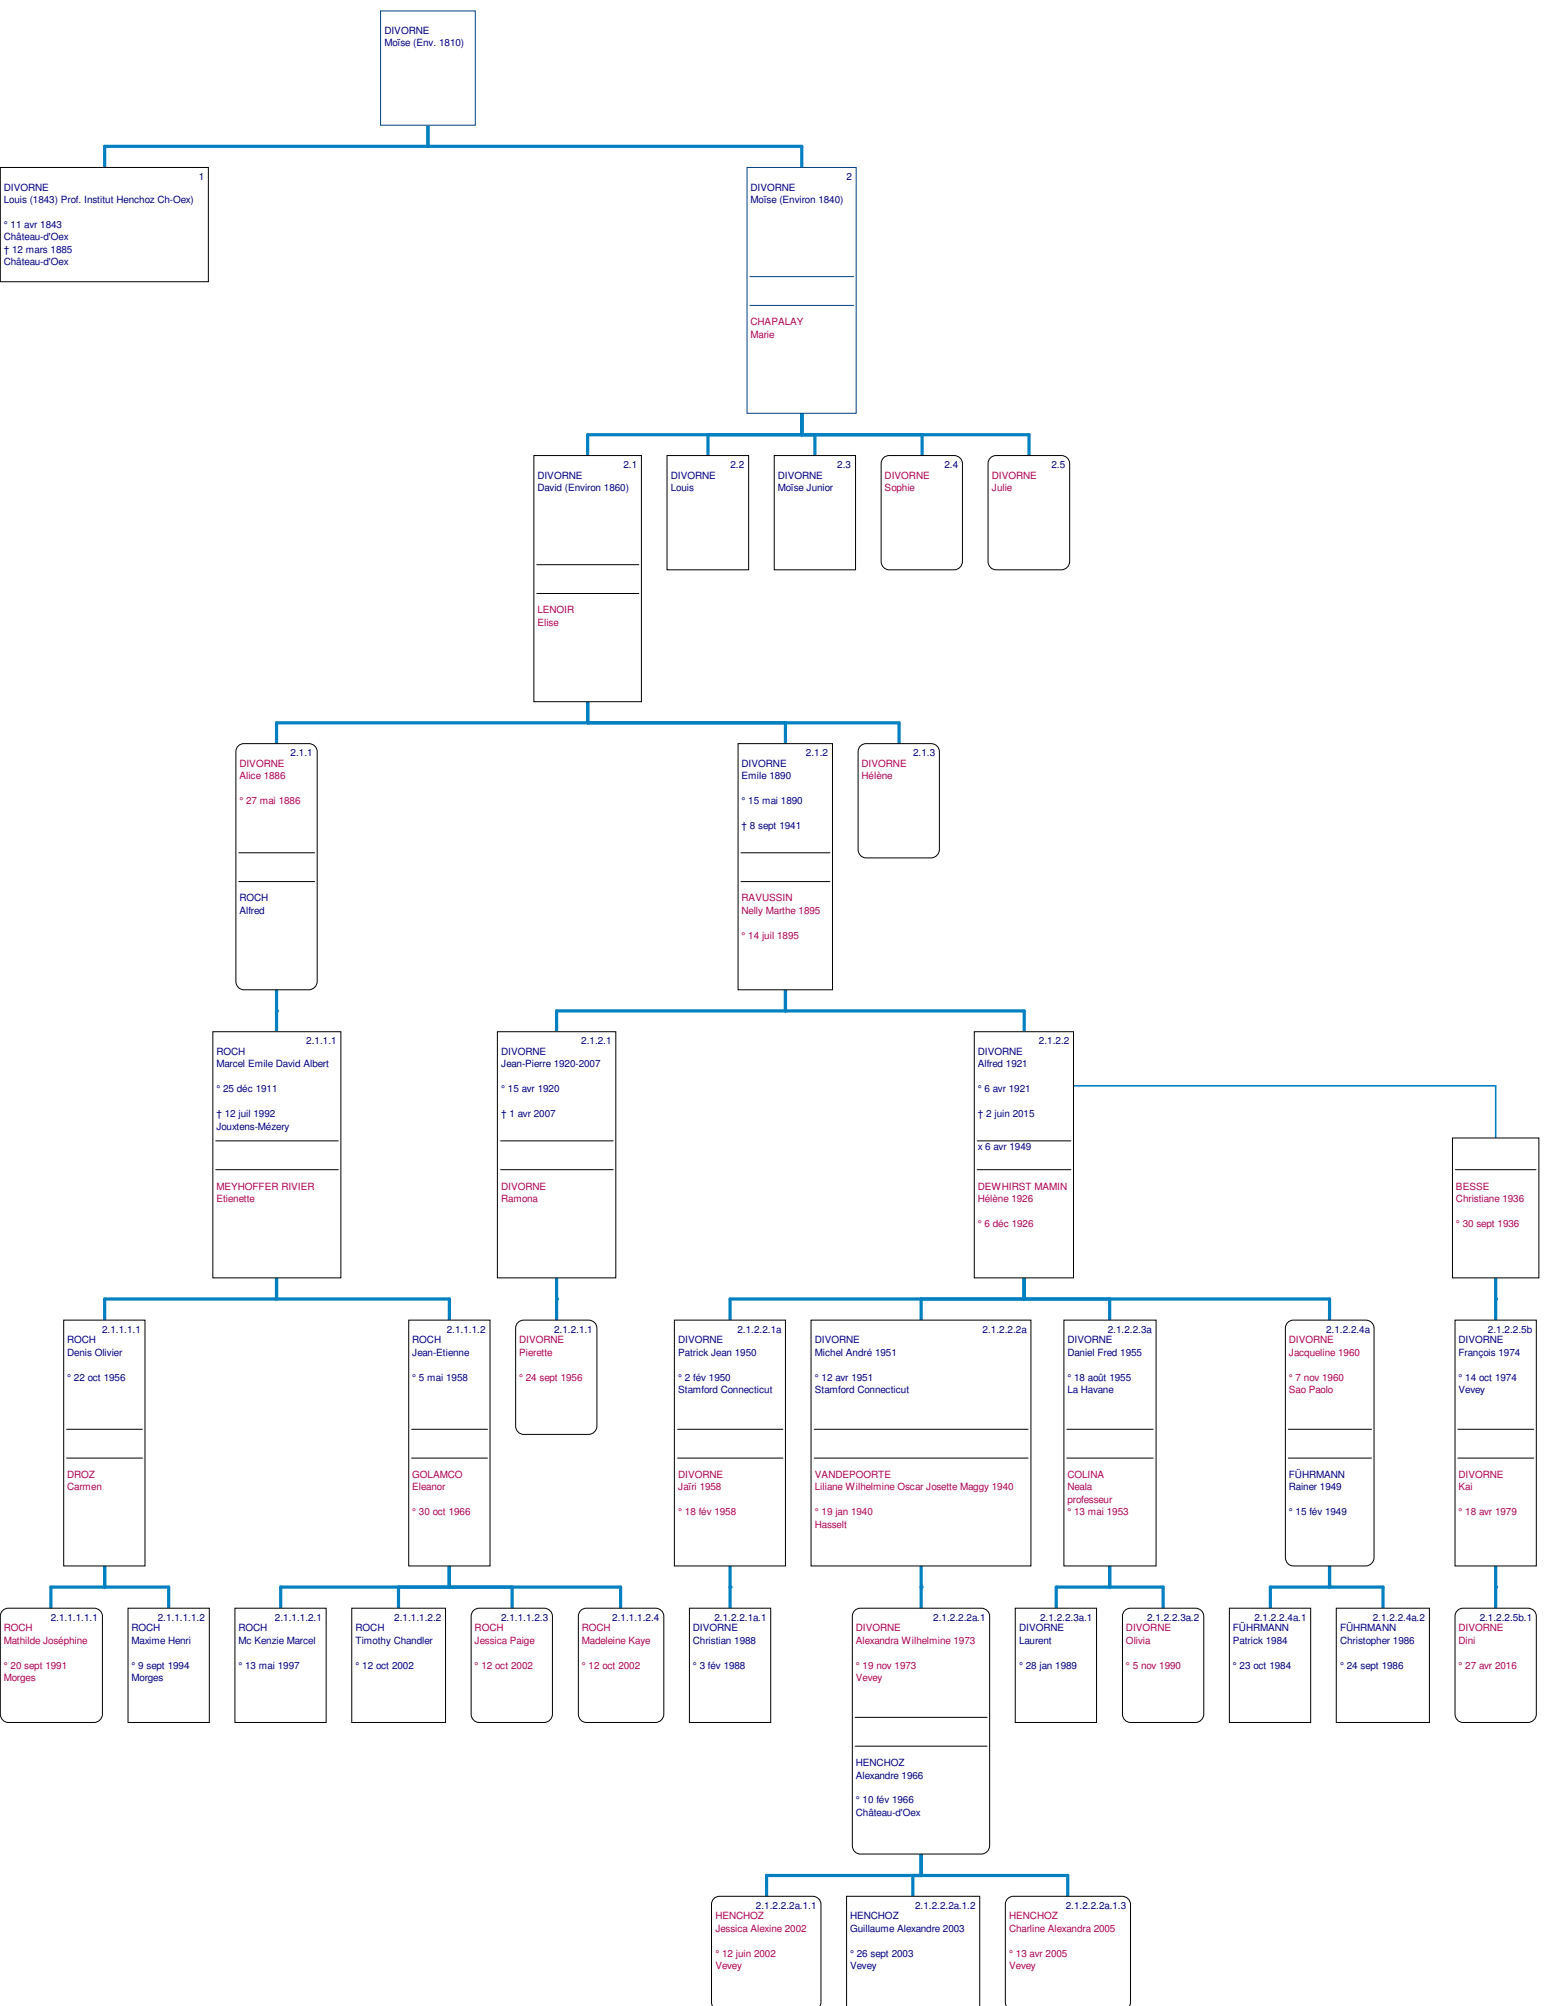 DIVORNE
Moïse (Env. 1810)
1
DIVORNE
Louis (1843) Prof. Institut Henchoz Ch-Oex)
° 11 avr 1843
Château-d'Oex
† 12 mars 1885
Château-d'Oex
2
DIVORNE
Moïse (Environ 1840)
CHAPALAY
Marie
2.1
DIVORNE
David (Environ 1860)
LENOIR
Elise
2.2
DIVORNE
Louis
2.3
DIVORNE
Moïse Junior
2.4
DIVORNE
Sophie
2.5
DIVORNE
Julie
2.1.1
DIVORNE
Alice 1886
° 27 mai 1886
ROCH
Alfred
2.1.2
DIVORNE
Emile 1890
° 15 mai 1890
† 8 sept 1941
RAVUSSIN
Nelly Marthe 1895
° 14 juil 1895
2.1.3
DIVORNE
Hélène
2.1.1.1
ROCH
Marcel Emile David Albert
° 25 déc 1911
† 12 juil 1992
Jouxtens-Mézery
MEYHOFFER RIVIER
Etienette
2.1.2.1
DIVORNE
Jean-Pierre 1920-2007
° 15 avr 1920
† 1 avr 2007
DIVORNE
Ramona
2.1.2.2
DIVORNE
Alfred 1921
° 6 avr 1921
† 2 juin 2015
x 6 avr 1949
DEWHIRST MAMIN
Hélène 1926
° 6 déc 1926
BESSE
Christiane 1936
° 30 sept 1936
2.1.1.1.1
ROCH
Denis Olivier
° 22 oct 1956
DROZ
Carmen
2.1.1.1.2
ROCH
Jean-Etienne
° 5 mai 1958
GOLAMCO
Eleanor
° 30 oct 1966
2.1.2.1.1
DIVORNE
Pierette
° 24 sept 1956
2.1.2.2.1a
DIVORNE
Patrick Jean 1950
° 2 fév 1950
Stamford Connecticut
DIVORNE
Jaïri 1958
° 18 fév 1958
2.1.2.2.2a
DIVORNE
Michel André 1951
° 12 avr 1951
Stamford Connecticut
VANDEPOORTE
Liliane Wilhelmine Oscar Josette Maggy 1940
° 19 jan 1940
Hasselt
2.1.2.2.3a
DIVORNE
Daniel Fred 1955
° 18 août 1955
La Havane
COLINA
Neala
professeur
° 13 mai 1953
2.1.2.2.4a
DIVORNE
Jacqueline 1960
° 7 nov 1960
Sao Paolo
FÜHRMANN
Rainer 1949
° 15 fév 1949
2.1.2.2.5b
DIVORNE
François 1974
° 14 oct 1974
Vevey
DIVORNE
Kai
° 18 avr 1979
2.1.1.1.1.1
ROCH
Mathilde Joséphine
° 20 sept 1991
Morges
2.1.1.1.1.2
ROCH
Maxime Henri
° 9 sept 1994
Morges
2.1.1.1.2.1
ROCH
Mc Kenzie Marcel
° 13 mai 1997
2.1.1.1.2.2
ROCH
Timothy Chandler
° 12 oct 2002
2.1.1.1.2.3
ROCH
Jessica Paige
° 12 oct 2002
2.1.1.1.2.4
ROCH
Madeleine Kaye
° 12 oct 2002
2.1.2.2.1a.1
DIVORNE
Christian 1988
° 3 fév 1988
2.1.2.2.2a.1
DIVORNE
Alexandra Wilhelmine 1973
° 19 nov 1973
Vevey
HENCHOZ
Alexandre 1966
° 10 fév 1966
Château-d'Oex
2.1.2.2.3a.1
DIVORNE
Laurent
° 28 jan 1989
2.1.2.2.3a.2
DIVORNE
Olivia
° 5 nov 1990
2.1.2.2.4a.1
FÜHRMANN
Patrick 1984
° 23 oct 1984
2.1.2.2.4a.2
FÜHRMANN
Christopher 1986
° 24 sept 1986
2.1.2.2.5b.1
DIVORNE
Dini
° 27 avr 2016
2.1.2.2.2a.1.1
HENCHOZ
Jessica Alexine 2002
° 12 juin 2002
Vevey
2.1.2.2.2a.1.2
HENCHOZ
Guillaume Alexandre 2003
° 26 sept 2003
Vevey
2.1.2.2.2a.1.3
HENCHOZ
Charline Alexandra 2005
° 13 avr 2005
Vevey